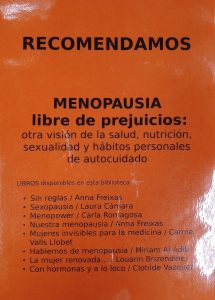 RECOMENDAMOS
MENOPAUSIA
libre de prejuicios:
otra visión de la salud, nutrición,
sexualidad y hábitos personales
de autocuidado
LIBROS disponibles en esta biblioteca
• Sin reglas / Anna Freixas
• Sexopausia / Laura Cámara
• Menopower / Carla Romagosa
• Nuestra menopausia / Anna Freixas
• Mujeres invisibles para la medicina / Carme
Valls Llobet
• Hablemos de menopausia / Miriam Al Adib
• La mujer renovada... / Louann Brizendine
• Con hormonas y a lo loco / Clotilde Vázquez